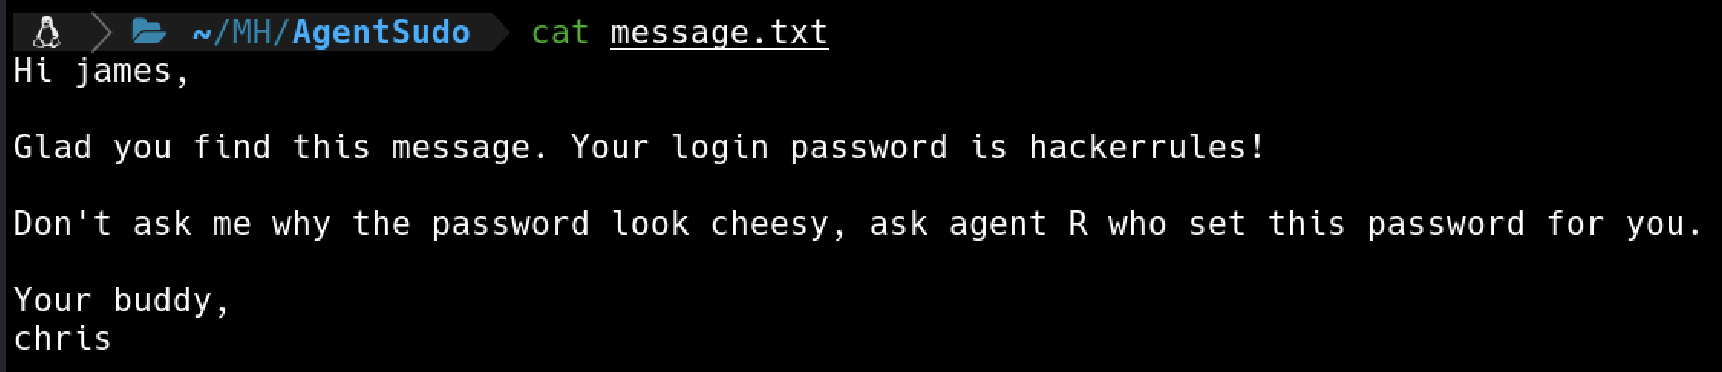 ~/MH/AgentSudo cat message.txt
Hi james,
Glad you find this message. Your login password is hackerrules!
Don't ask me why the password look cheesy, ask agent R who set this password for you.
Your buddy,
chris